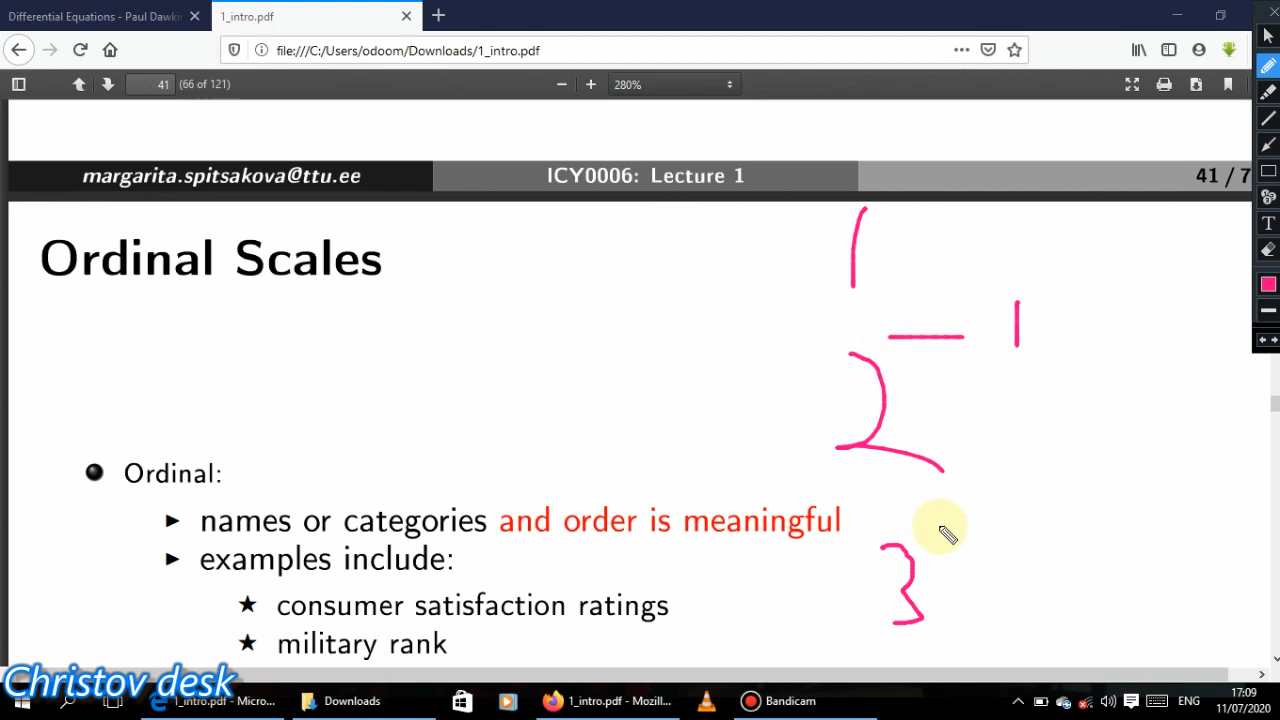 Differential Equations - Paul Dawki
1_intro.pdf
file:///C:/Users/odoom/Downloads/1_intro.pdf
41 (66 of 121)
280%
margarita.spitsakova@ttu.ee ICY0006: Lecture 1 41 / 7
Ordinal Scales
1
— 1
2
3
Ordinal:
names or categories and order is meaningful
examples include:
consumer satisfaction ratings
military rank
Christov desk
1_intro.pdf - Micro...
Downloads
1_intro.pdf - Mozill...
Bandicam
ENG
17:09
11/07/2020